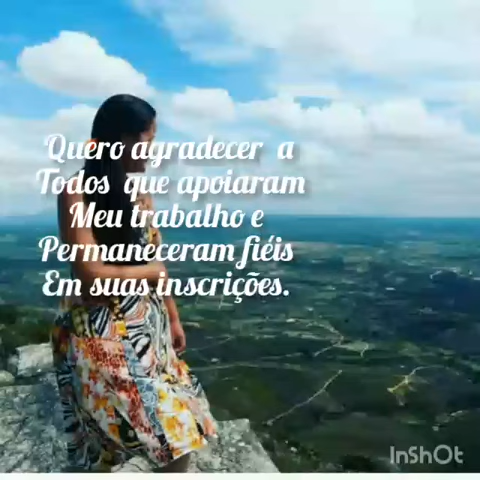 Quero agradecer a
Todos que apoiaram
Meu trabalho e
Permaneceram fiéis
Em suas inscrições.
InShOt